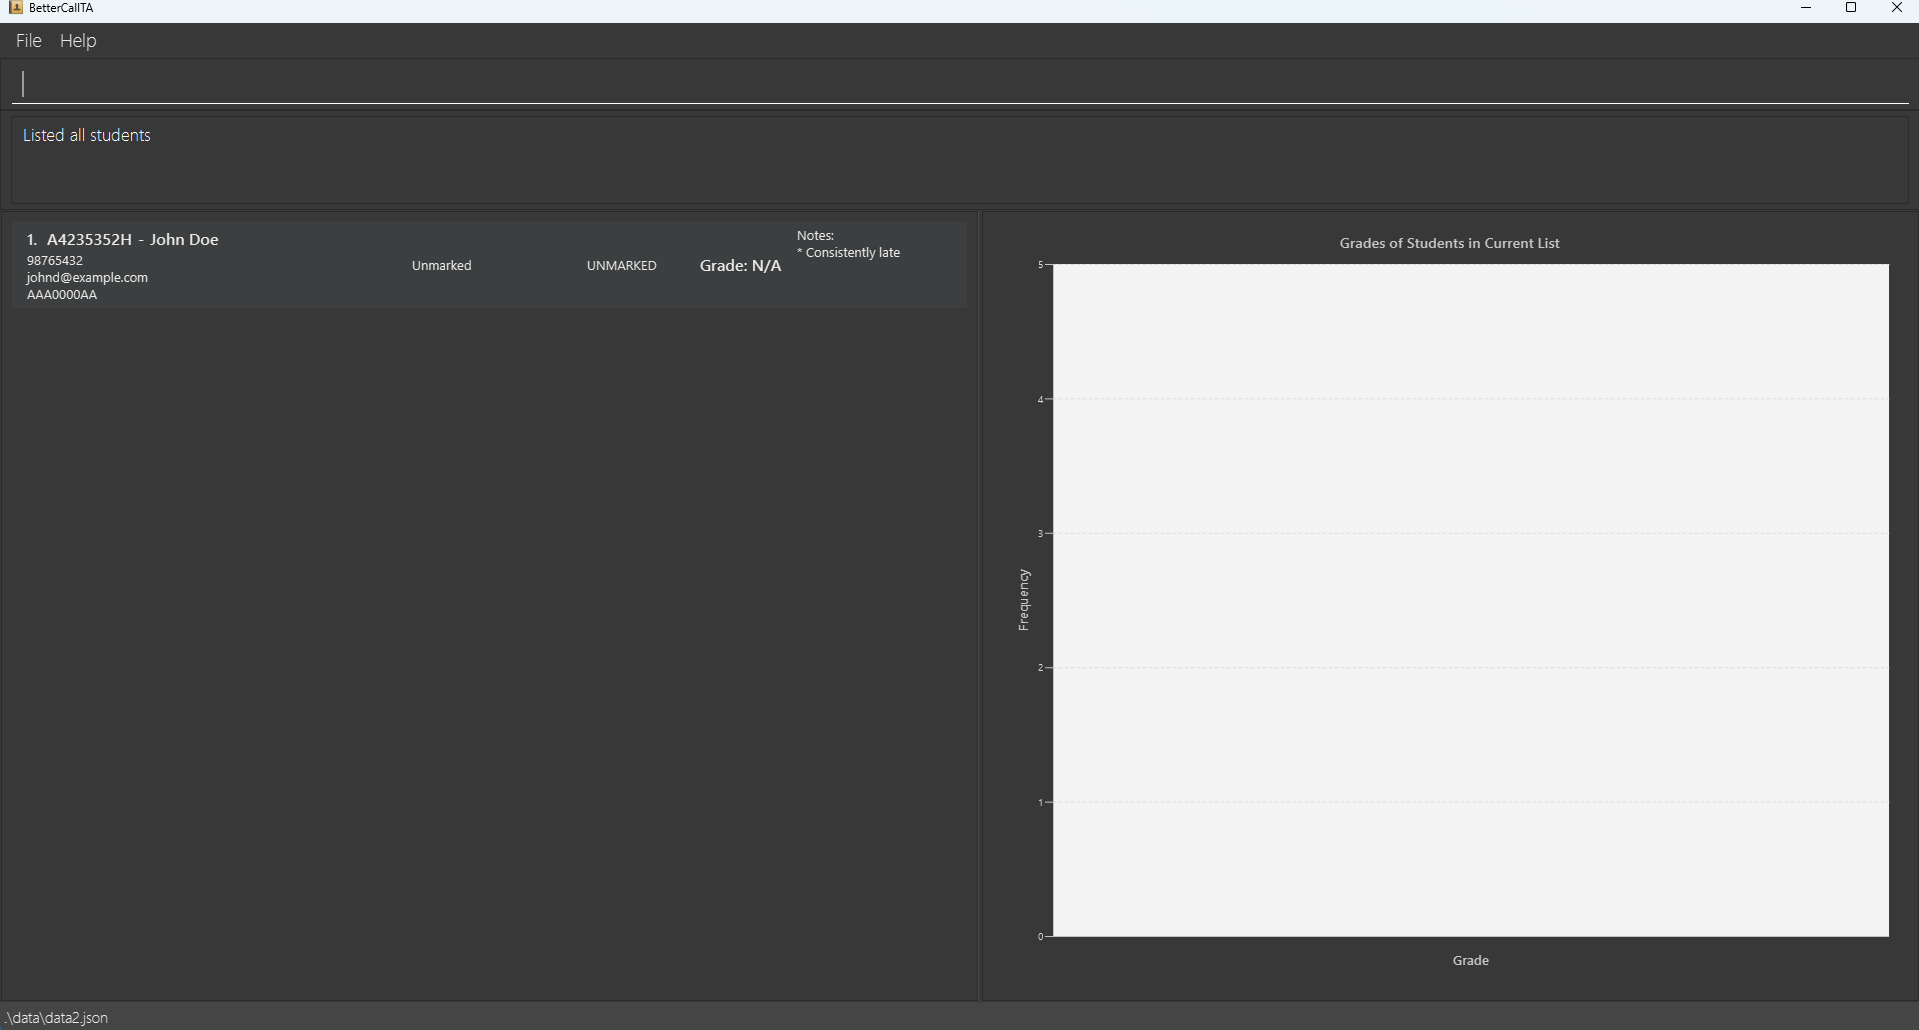 BetterCallTA
File Help
Listed all students
1. A4235352H - John Doe
98765432
johnd@example.com
AAA0000AA
Unmarked
UNMARKED
Grade: N/A
Notes:
* Consistently late
Grades of Students in Current List
5
4
3
2
1
0
Frequency
Grade
.\data\data2.json